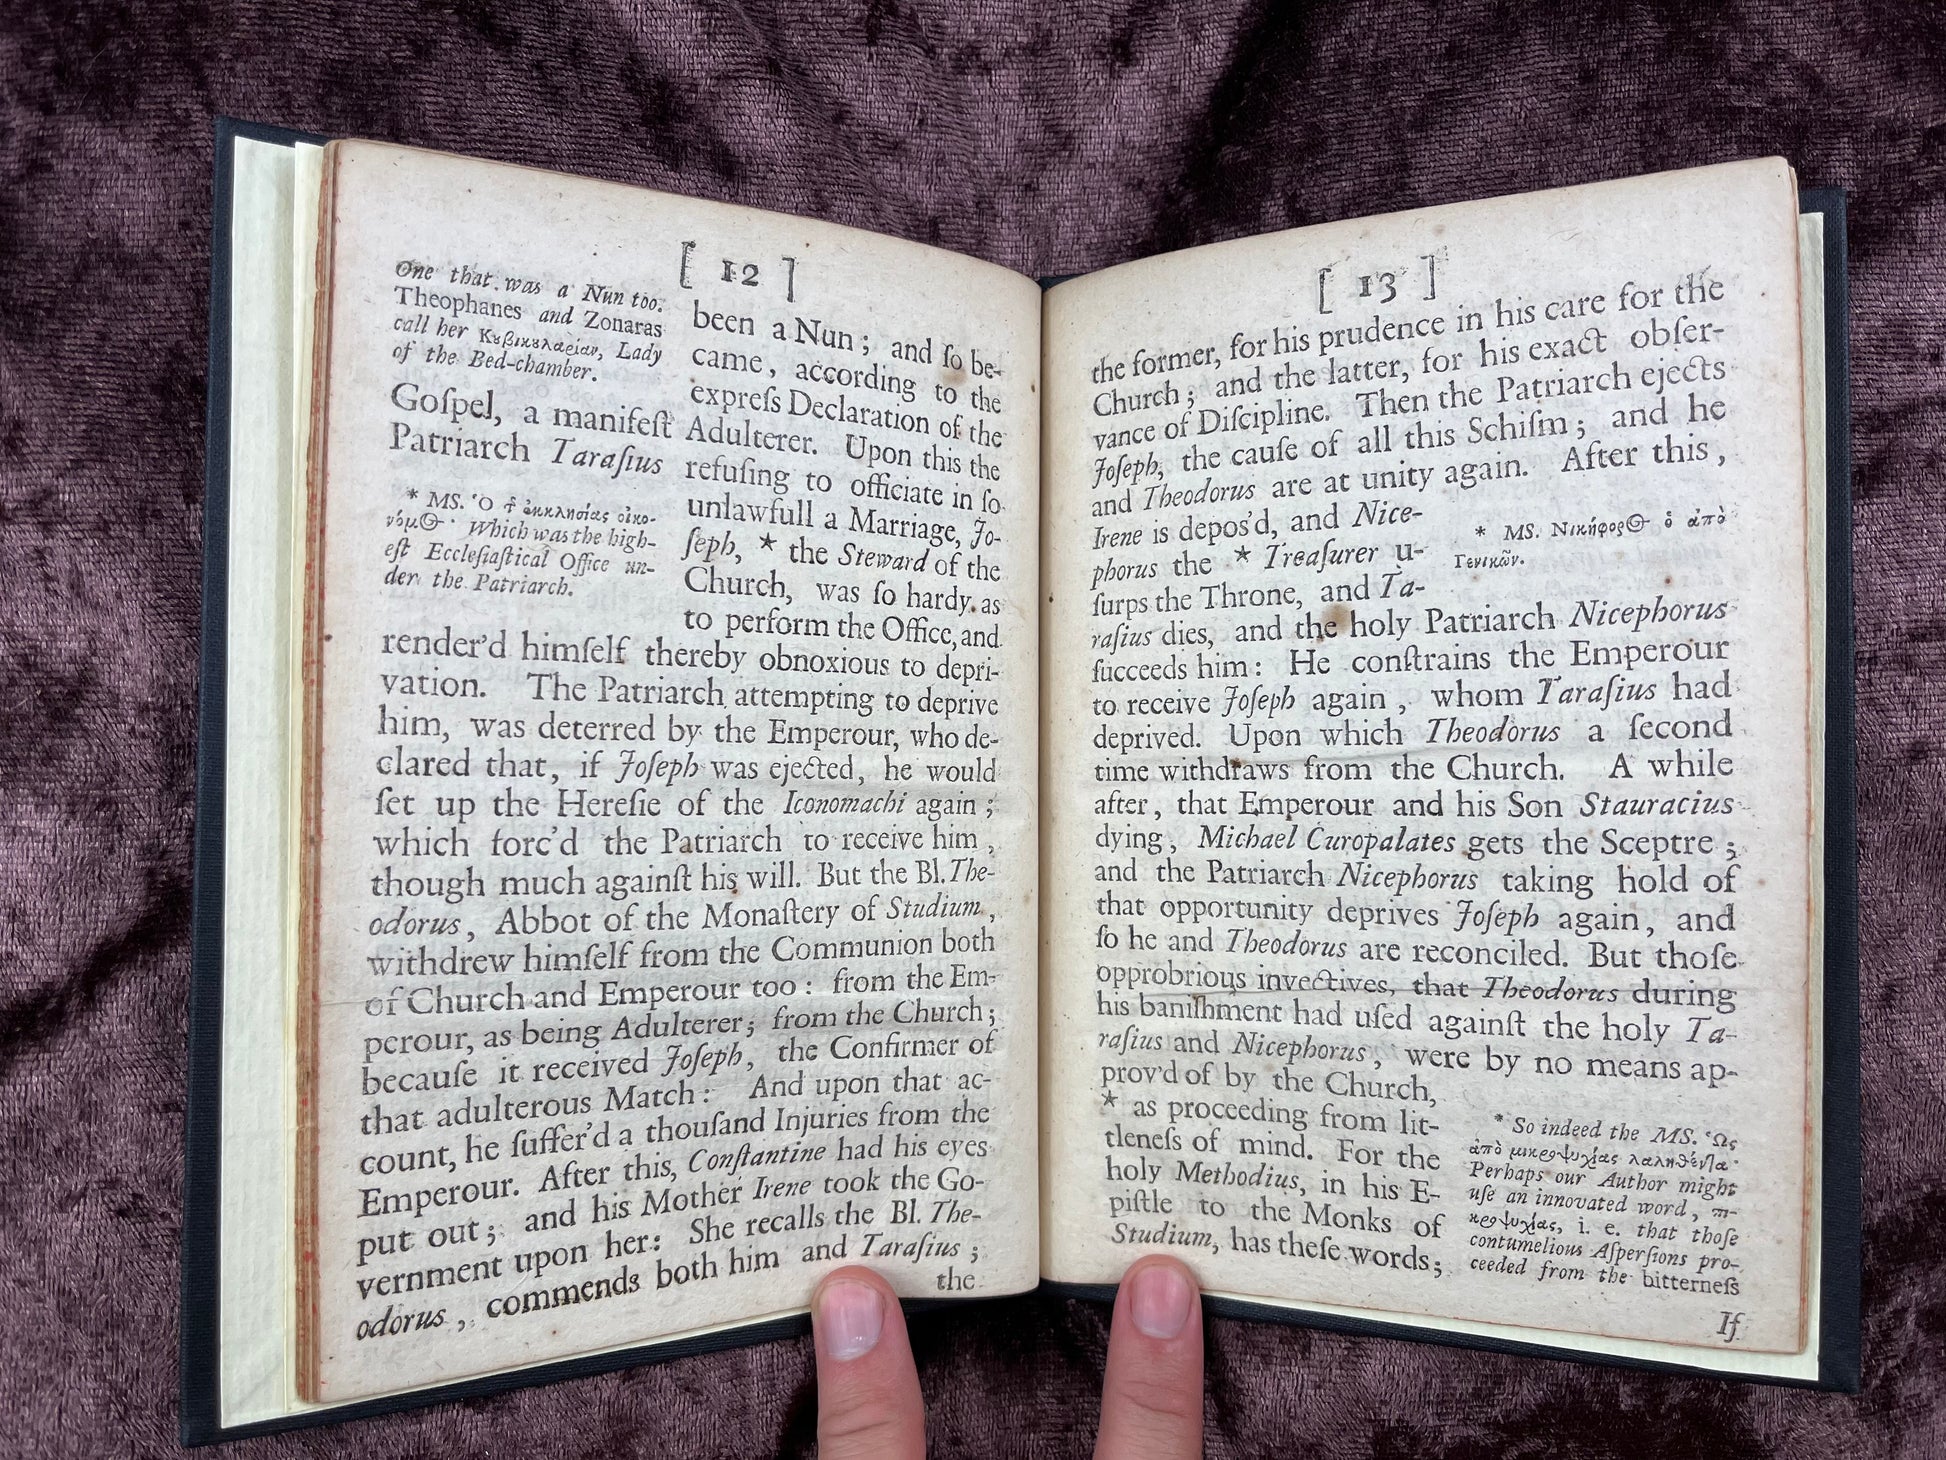 [ 12 ]
One that was a Nun too.
Theophanes and Zonaras
call her Κȣβικȣλαρίαν, Lady
of the Bed-chamber.
been a Nun; and ſo be-
came, according to the
expreſs Declaration of the
Goſpel, a manifeſt Adulterer. Upon this the
Patriarch Taraſius refuſing to officiate in ſo
* MS. Ὁ τ̂ ἐκκλησίας οἰκο-
νόμ Which was the high-
eſt Eccleſiaſtical Office un-
der the Patriarch.
unlawfull a Marriage, Jo-
ſeph, * the Steward of the
Church, was ſo hardy as
to perform the Office, and
render'd himſelf thereby obnoxious to depri-
vation. The Patriarch attempting to deprive
him, was deterred by the Emperour, who de-
clared that, if Joſeph was ejected, he would
ſet up the Hereſie of the Iconomachi again;
which forc'd the Patriarch to receive him,
though much againſt his will. But the Bl. The-
odorus, Abbot of the Monaſtery of Studium,
withdrew himſelf from the Communion both
of Church and Emperour too: from the Em-
perour, as being Adulterer; from the Church;
becauſe it received Joſeph, the Confirmer of
that adulterous Match: And upon that ac-
count, he ſuffer'd a thouſand Injuries from the
Emperour. After this, Conſtantine had his eyes
put out; and his Mother Irene took the Go-
vernment upon her: She recalls the Bl. The-
odorus, commends both him and Taraſius;
the
[ 13 ]
the former, for his prudence in his care for the
Church; and the latter, for his exact obſer-
vance of Diſcipline. Then the Patriarch ejects
Joſeph, the cauſe of all this Schiſm; and he
and Theodorus are at unity again. After this,
Irene is depos'd, and Nice-
phorus the * Treaſurer u-
ſurps the Throne, and Ta-
* MS. Νικήφορ ὁ ἀπὸ
Γενικῶν.
raſius dies, and the holy Patriarch Nicephorus
ſucceeds him: He conſtrains the Emperour
to receive Joſeph again, whom Taraſius had
deprived. Upon which Theodorus a ſecond
time withdraws from the Church. A while
after, that Emperour and his Son Stauracius
dying, Michael Curopalates gets the Sceptre;
and the Patriarch Nicephorus taking hold of
that opportunity deprives Joſeph again, and
ſo he and Theodorus are reconciled. But thoſe
opprobrious invectives, that Theodorus during
his baniſhment had uſed againſt the holy Ta-
raſius and Nicephorus, were by no means ap-
prov'd of by the Church,
* as proceeding from lit-
tleneſs of mind. For the
holy Methodius, in his E-
piſtle to the Monks of
Studium, has theſe words;
* So indeed the MS. Ὡς
ἀπὸ μικροψυχίας λαληθέντα·
Perhaps our Author might
uſe an innovated word, πι-
κροψυχίας, i. e. that thoſe
contumelious Aſperſions pro-
ceeded from the bitterneſs
If